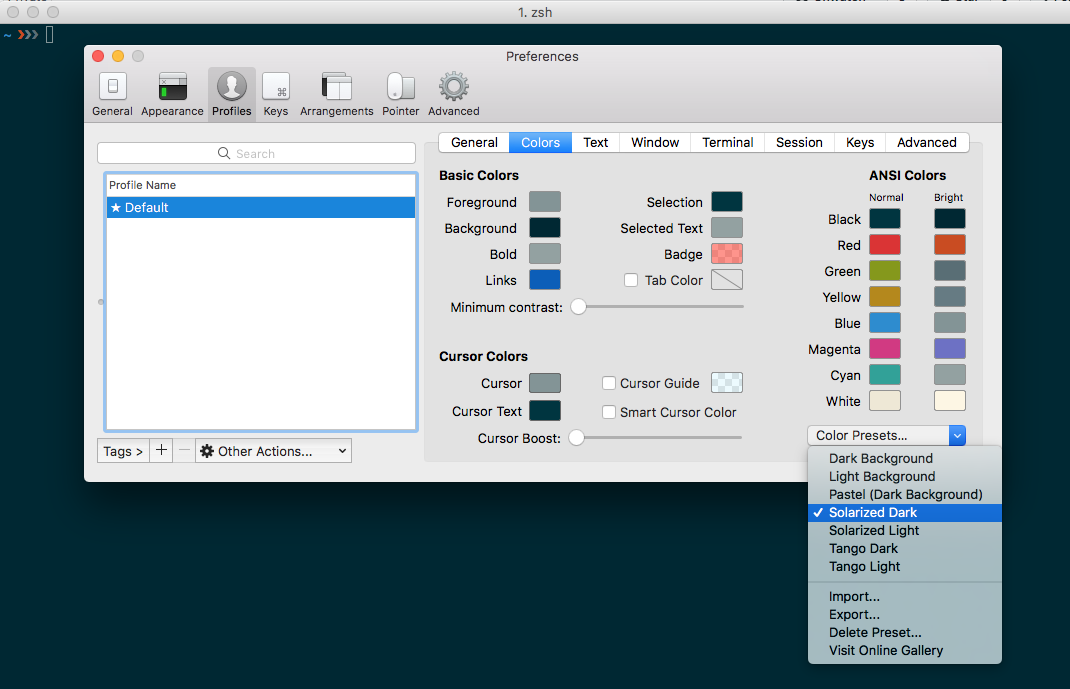 1. zsh
~ ❯❯❯
Preferences
General Appearance Profiles Keys Arrangements Pointer Advanced
Search
Profile Name
★ Default
Tags > + — Other Actions...
General Colors Text Window Terminal Session Keys Advanced
Basic Colors
Foreground
Background
Bold
Links
Selection
Selected Text
Badge
Tab Color
Minimum contrast:
Cursor Colors
Cursor
Cursor Text
Cursor Boost:
Cursor Guide
Smart Cursor Color
ANSI Colors
Normal Bright
Black
Red
Green
Yellow
Blue
Magenta
Cyan
White
Color Presets...
Dark Background
Light Background
Pastel (Dark Background)
✓ Solarized Dark
Solarized Light
Tango Dark
Tango Light
Import...
Export...
Delete Preset...
Visit Online Gallery